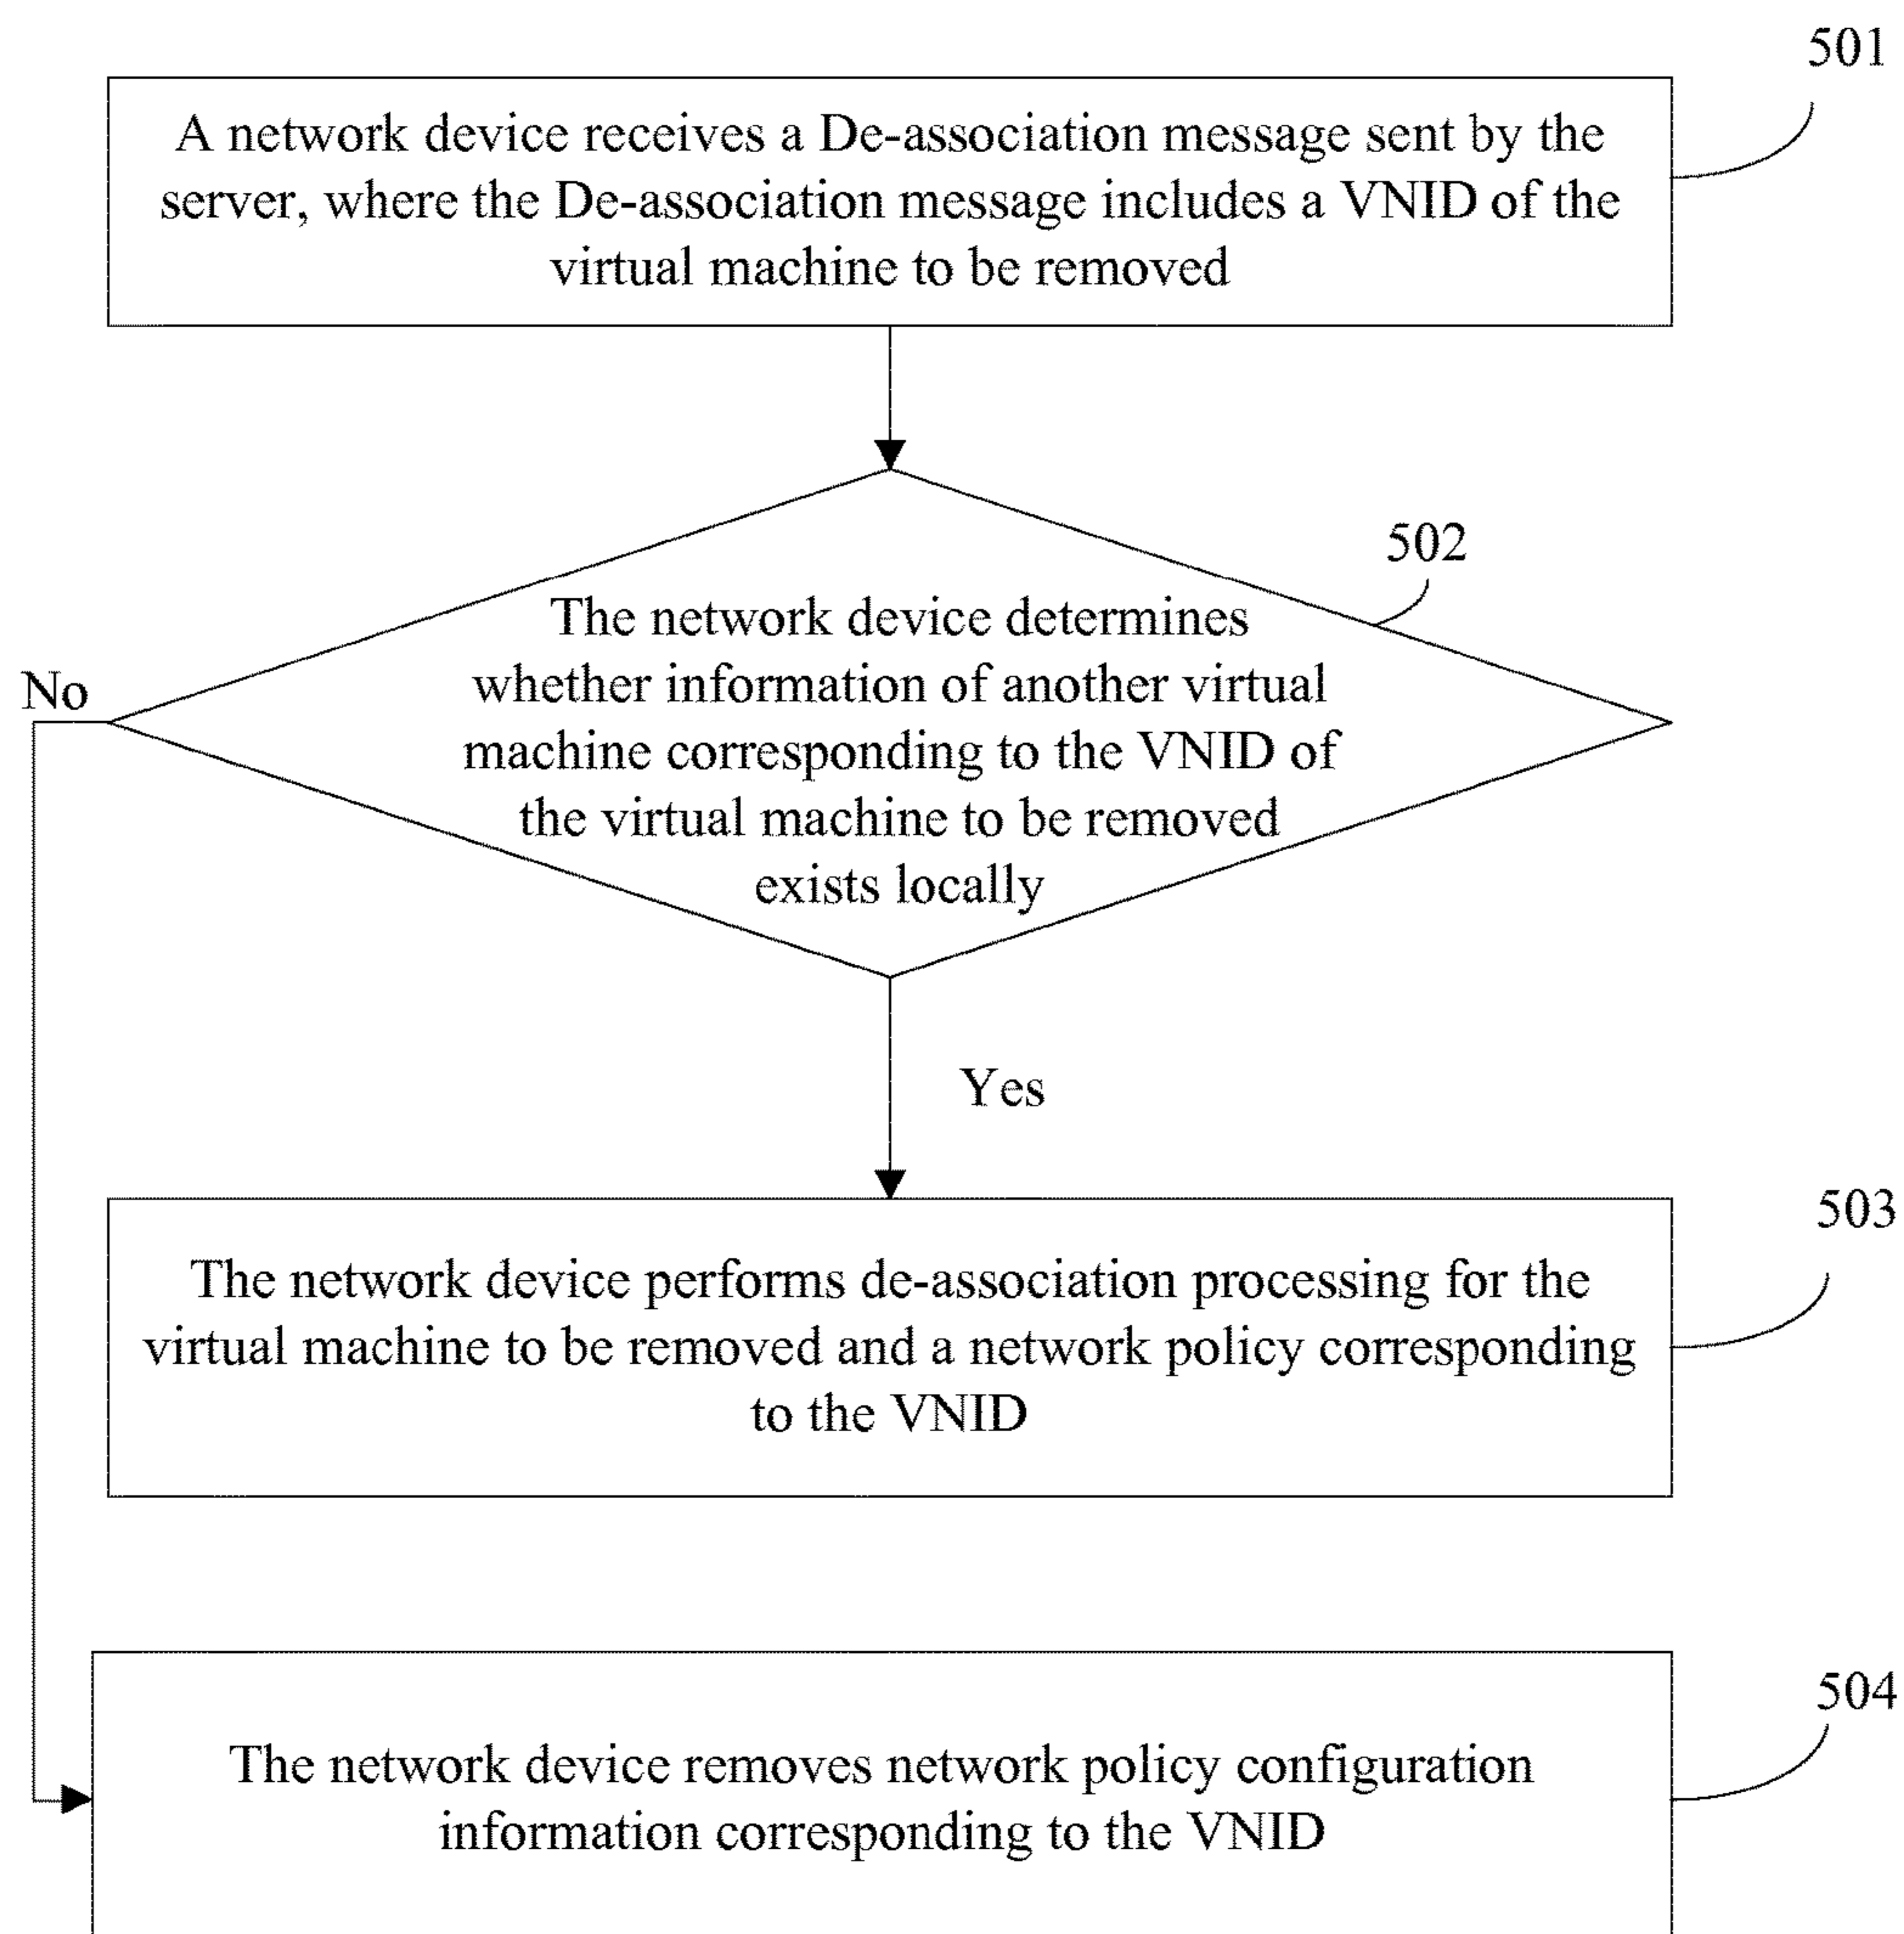 501
A network device receives a De-association message sent by the
server, where the De-association message includes a VNID of the
virtual machine to be removed
502
The network device determines
whether information of another virtual
machine corresponding to the VNID of
the virtual machine to be removed
exists locally
No
Yes
503
The network device performs de-association processing for the
virtual machine to be removed and a network policy corresponding
to the VNID
504
The network device removes network policy configuration
information corresponding to the VNID